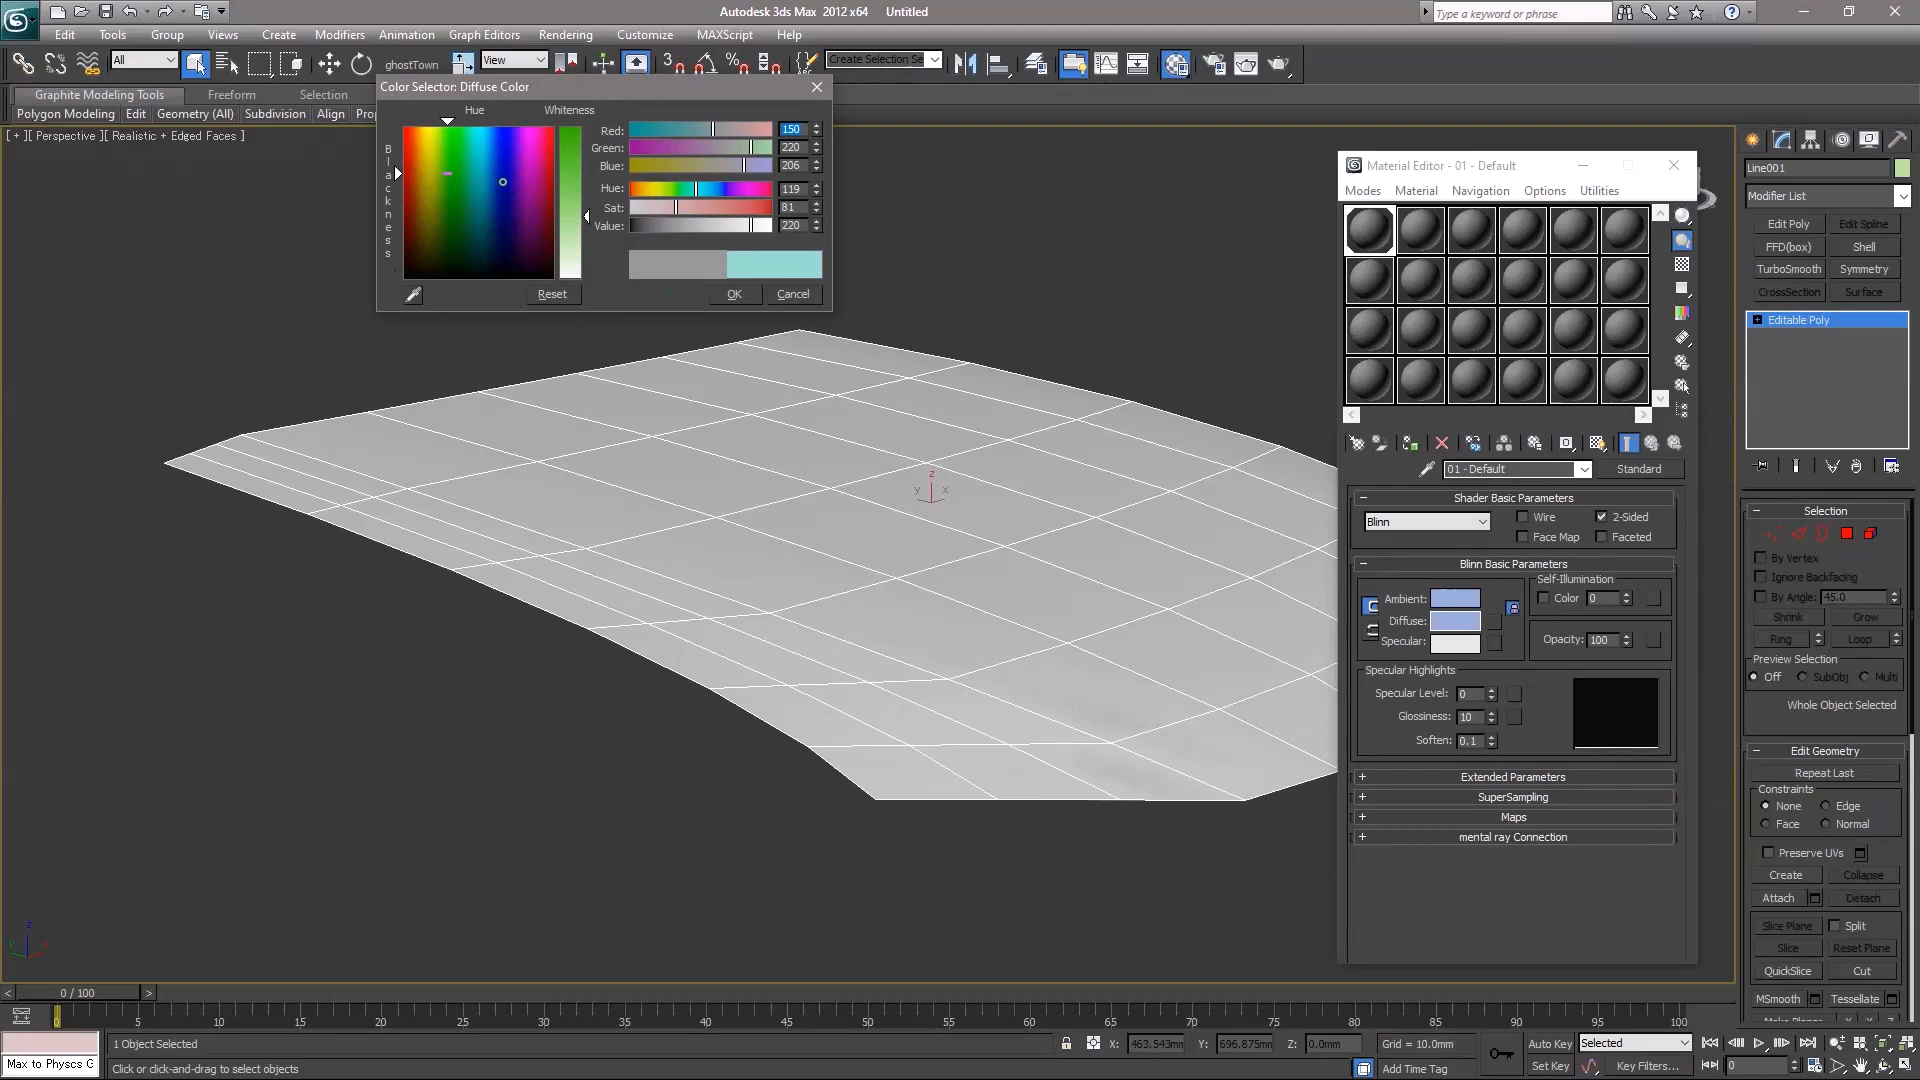 Autodesk 3ds Max 2012 x64 Untitled
Type a keyword or phrase
Edit Tools Group Views Create Modifiers Animation Graph Editors Rendering Customize MAXScript Help
All
ghostTown
View
Create Selection Se
Graphite Modeling Tools Freeform Selection
Polygon Modeling Edit Geometry (All) Subdivision Align
[ + ][ Perspective ][ Realistic + Edged Faces ]
Color Selector: Diffuse Color
Hue Whiteness
Blackness
Red: 150
Green: 220
Blue: 206
Hue: 119
Sat: 81
Value: 220
Reset OK Cancel
Material Editor - 01 - Default
Modes Material Navigation Options Utilities
01 - Default Standard
Shader Basic Parameters
Blinn
Wire 2-Sided
Face Map Faceted
Blinn Basic Parameters
Self-Illumination
Ambient: Color 0
Diffuse:
Specular: Opacity: 100
Specular Highlights
Specular Level: 0
Glossiness: 10
Soften: 0.1
Extended Parameters
SuperSampling
Maps
mental ray Connection
Line001
Modifier List
Edit Poly Edit Spline
FFD(box) Shell
TurboSmooth Symmetry
CrossSection Surface
Editable Poly
Selection
By Vertex
Ignore Backfacing
By Angle: 45.0
Shrink Grow
Ring Loop
Preview Selection
Off SubObj Multi
Whole Object Selected
Edit Geometry
Repeat Last
Constraints
None Edge
Face Normal
Preserve UVs
Create Collapse
Attach Detach
Slice Plane Split
Slice Reset Plane
QuickSlice Cut
MSmooth Tessellate
z
y x
z
0 / 100
0 5 10 15 20 25 30 35 40 45 50 55 60 65 70 75 80 85 90 95 100
1 Object Selected X: 463.543mm Y: 696.875mm Z: 0.0mm Grid = 10.0mm Auto Key Selected
Max to Physcs C Click or click-and-drag to select objects Add Time Tag Set Key Key Filters... 0